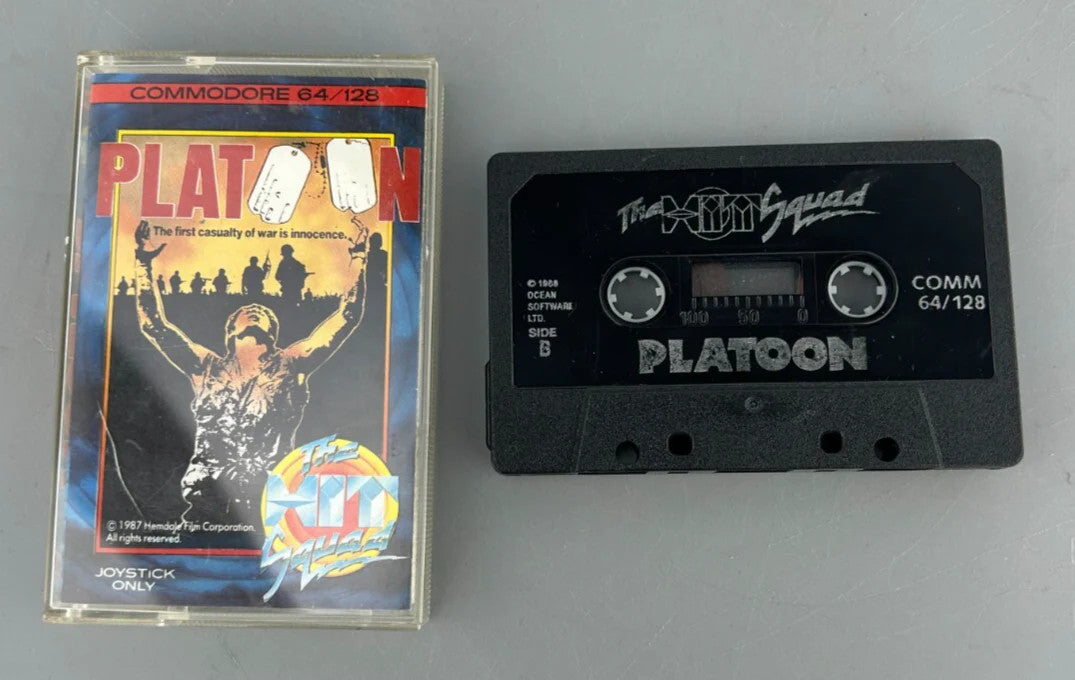 COMMODORE 64/128
PLATOON
The first casualty of war is innocence.
The
HIT
Squad
© 1987 Hemdale Film Corporation.
All rights reserved.
JOYSTICK
ONLY
The HIT Squad
© 1988
OCEAN
SOFTWARE
LTD.
SIDE
B
COMM
64/128
100 50 0
PLATOON